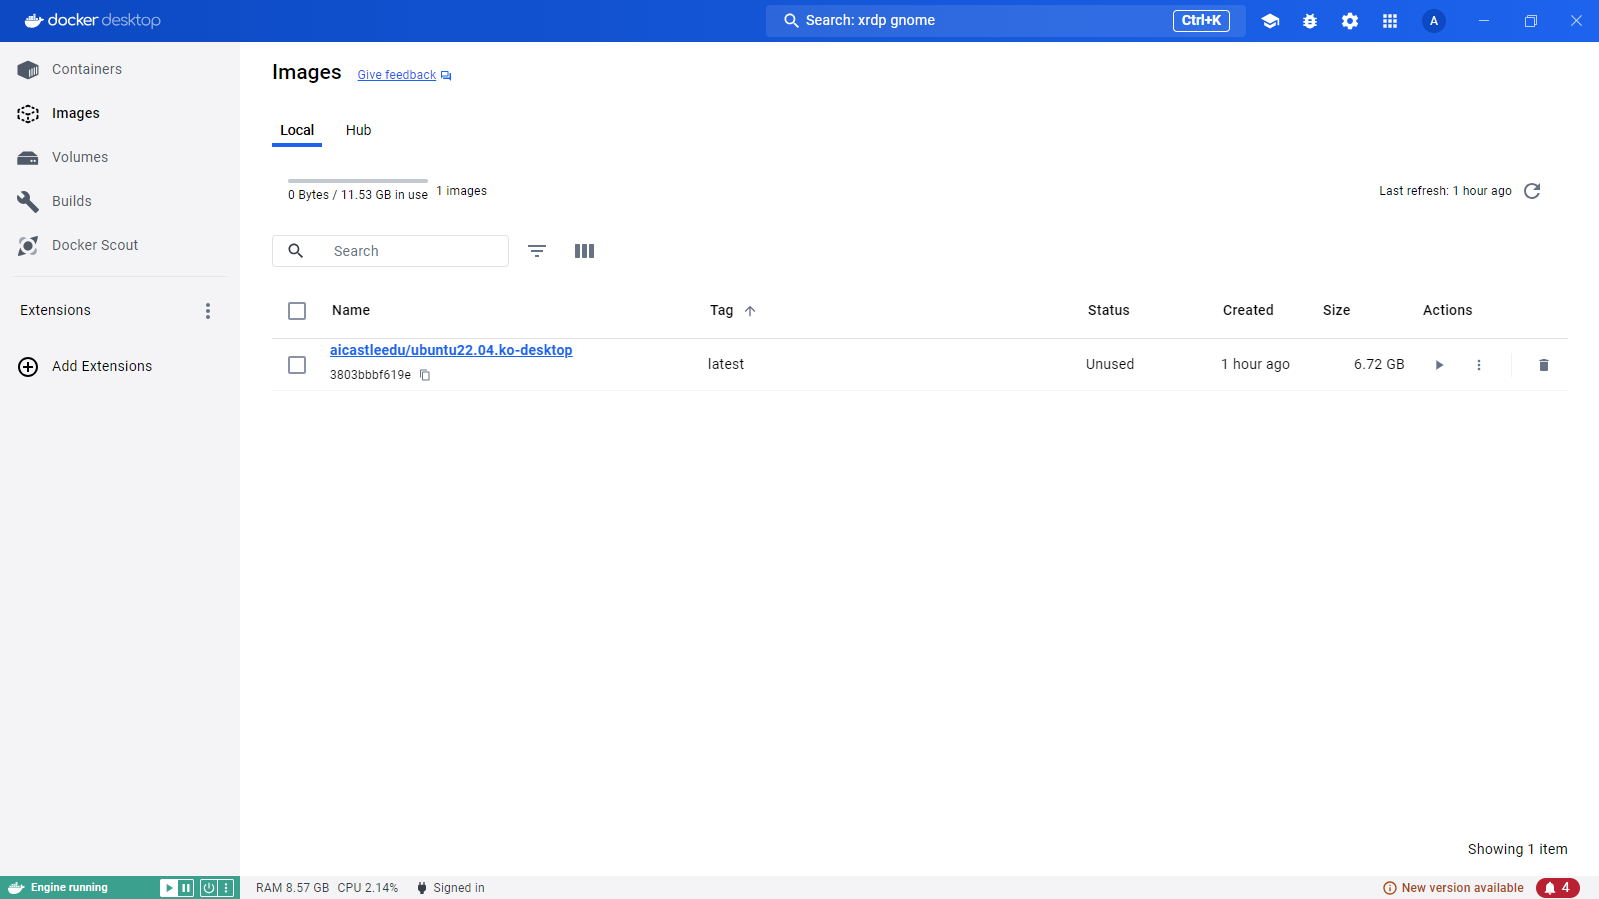 docker desktop
Search: xrdp gnome
Ctrl+K
A
Containers
Images
Volumes
Builds
Docker Scout
Extensions
Add Extensions
Images
Give feedback
Local
Hub
0 Bytes / 11.53 GB in use
1 images
Last refresh: 1 hour ago
Search
Name
Tag
Status
Created
Size
Actions
aicastleedu/ubuntu22.04.ko-desktop
3803bbbf619e
latest
Unused
1 hour ago
6.72 GB
Showing 1 item
Engine running
RAM 8.57 GB CPU 2.14%
Signed in
New version available
4